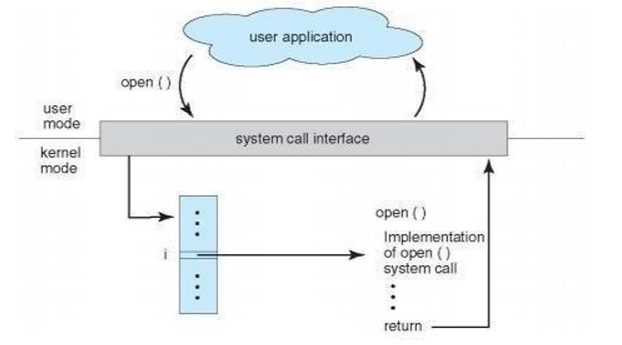 user application
open ( )
user
mode
system call interface
kernel
mode
open ( )
i
Implementation
of open ( )
system call
return